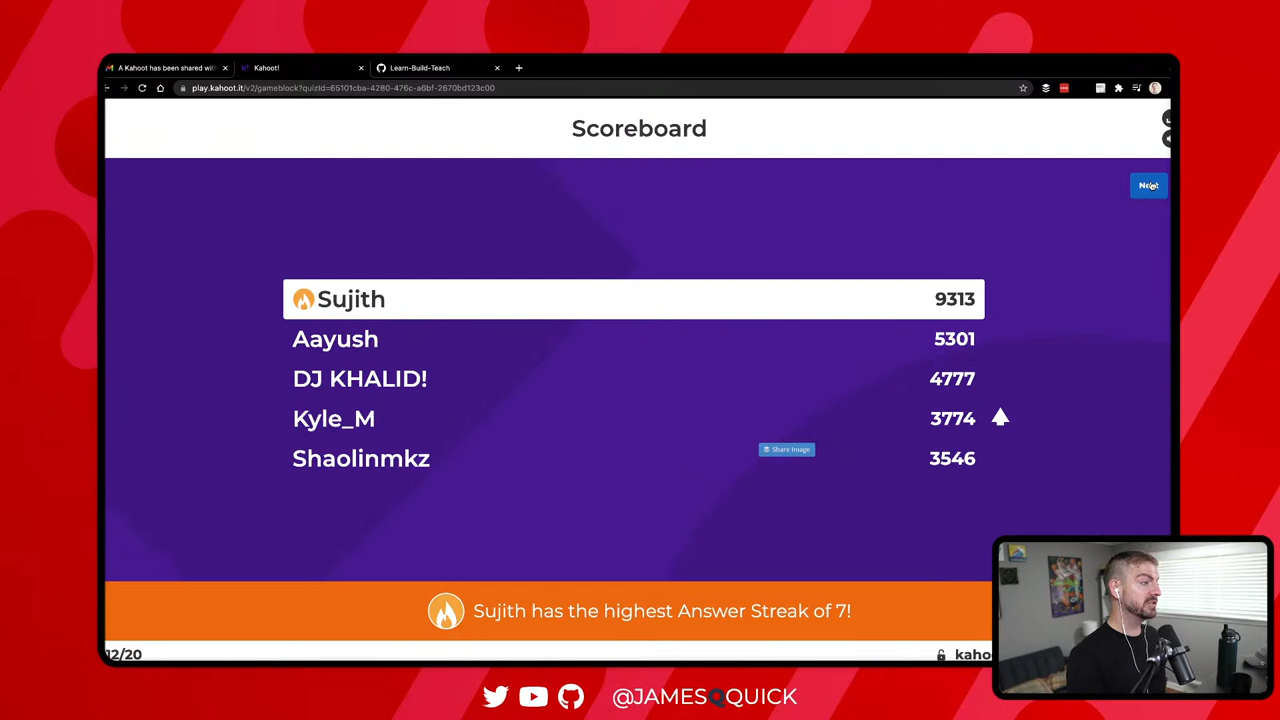 A Kahoot has been shared wit
Kahoot!
Learn-Build-Teach
play.kahoot.it/v2/gameblock?quizId=65101cba-4280-476c-a6bf-2670bd123c00
Scoreboard
Sujith 9313
Aayush 5301
DJ KHALID! 4777
Kyle_M 3774
Shaolinmkz 3546
Share Image
Sujith has the highest Answer Streak of 7!
12/20
kahoo
@JAMESQQUICK